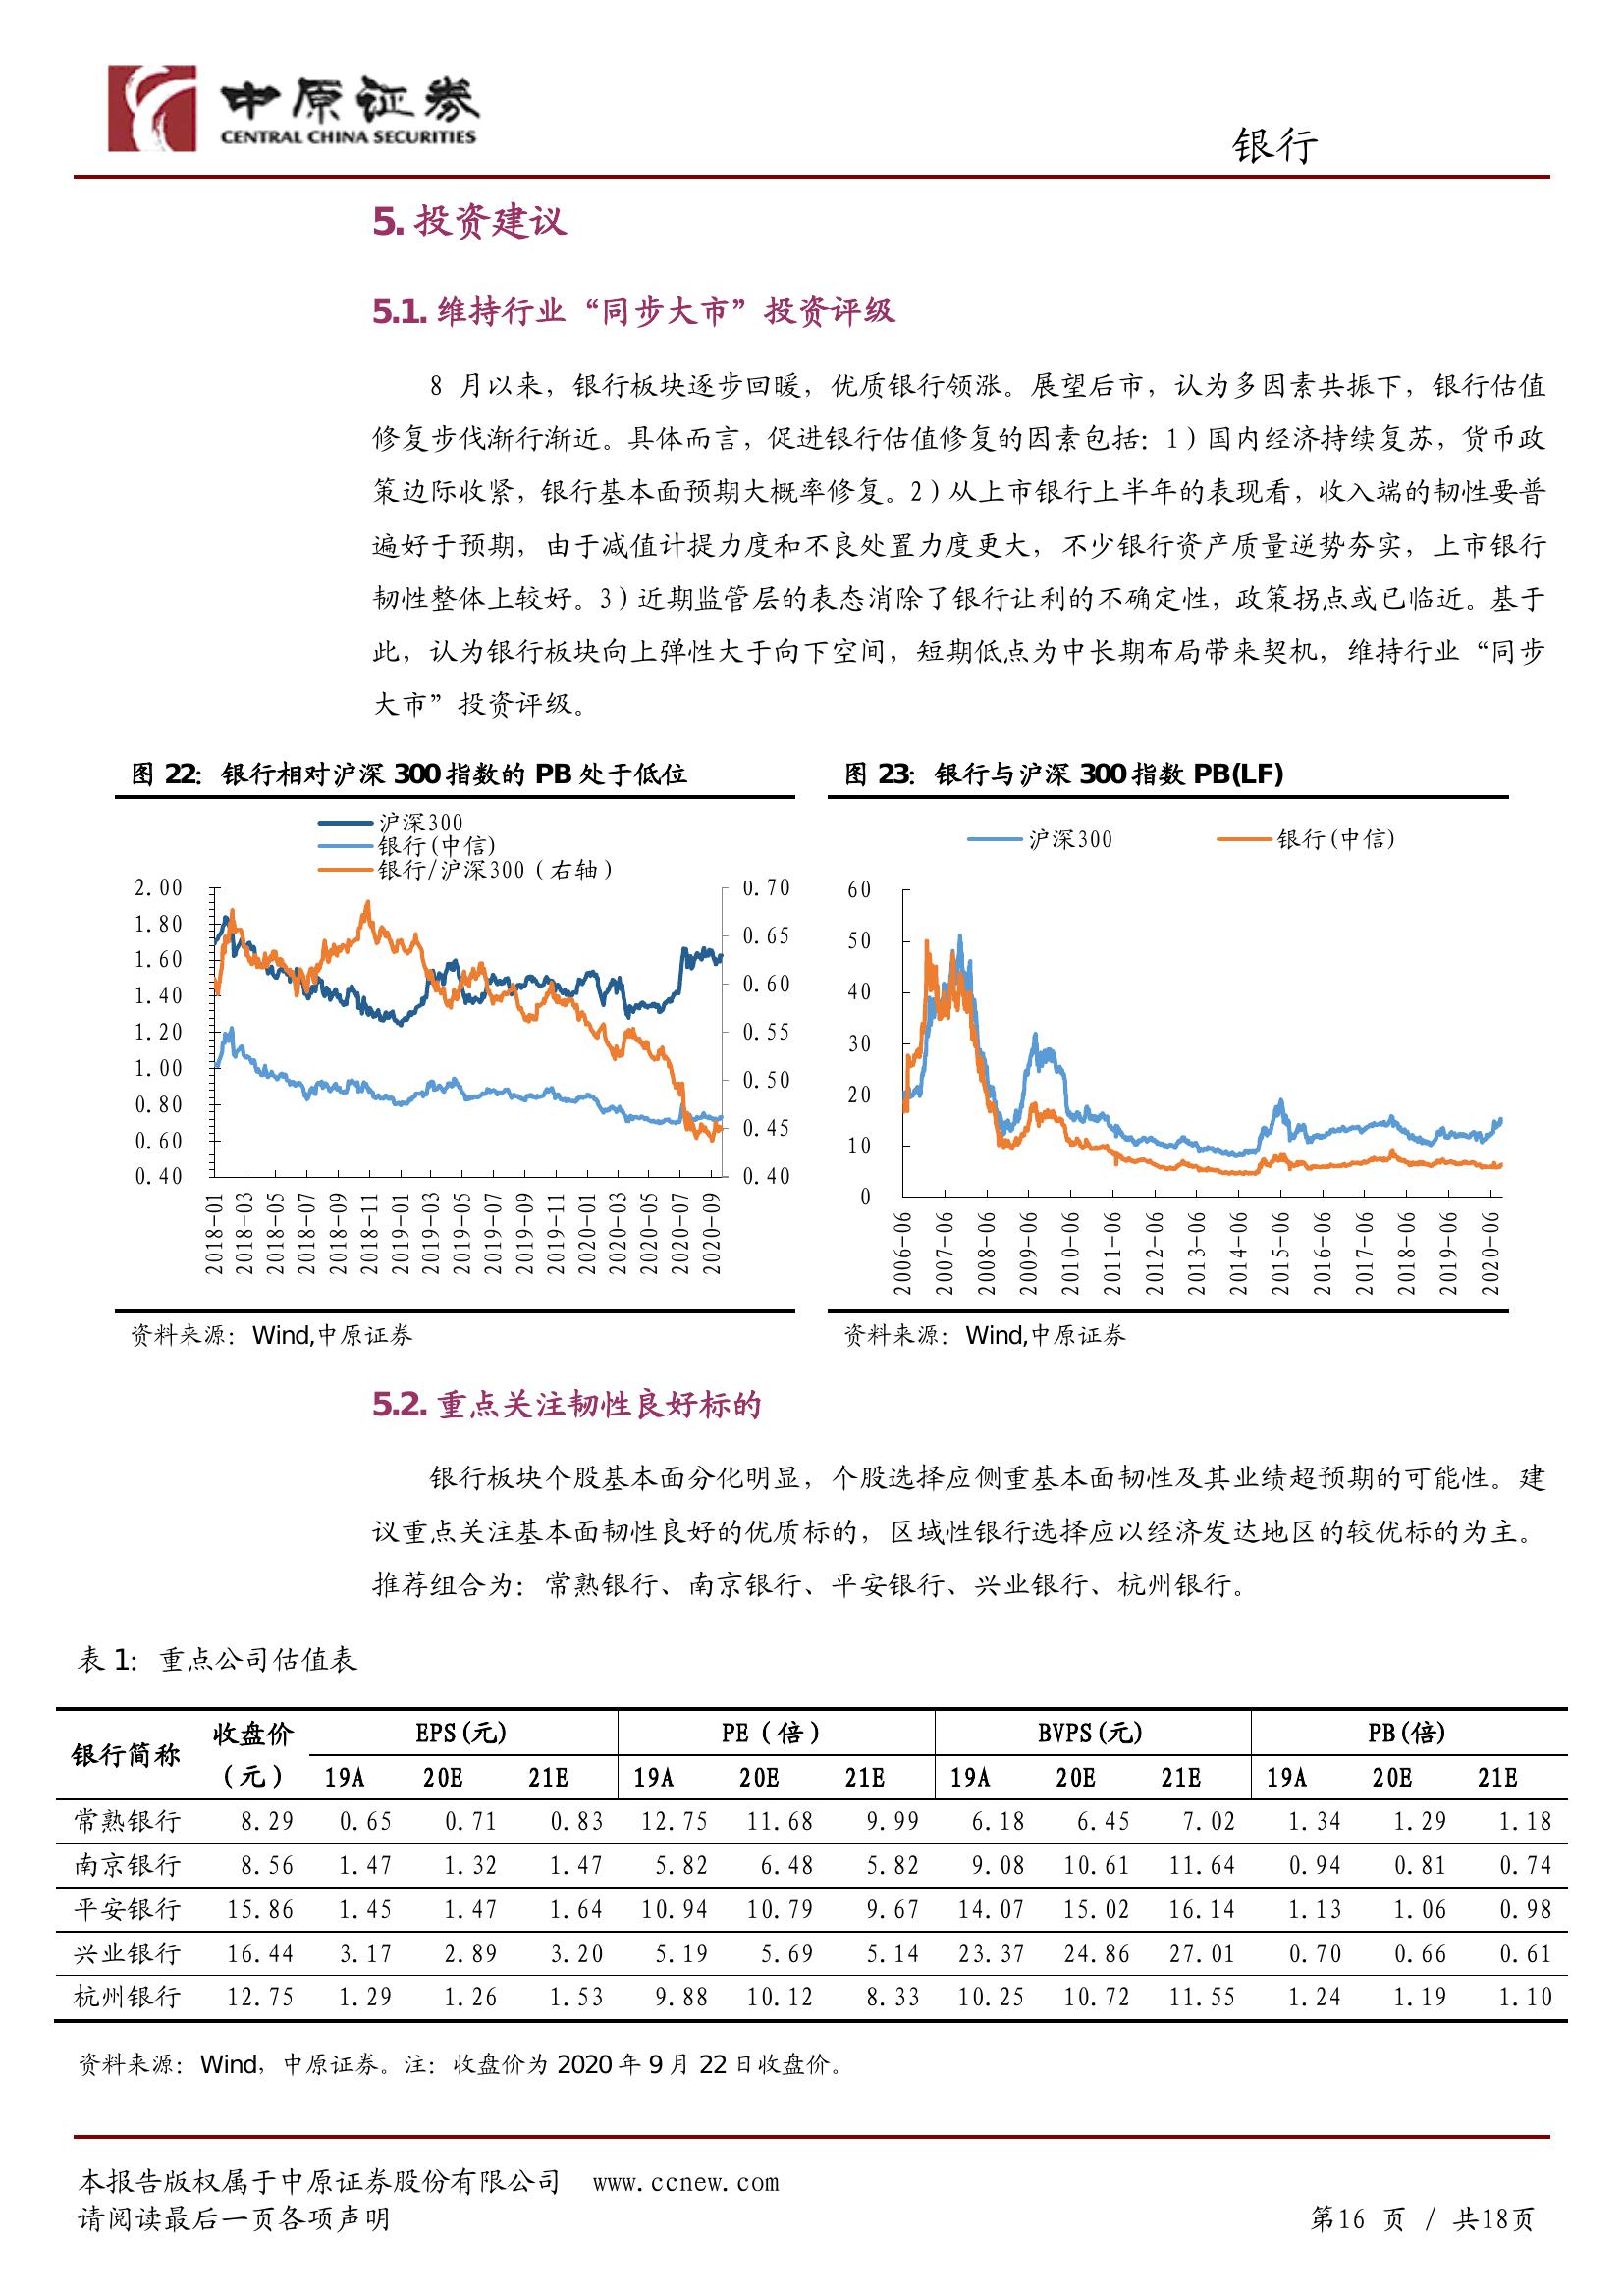 中原证券
CENTRAL CHINA SECURITIES
银行
5. 投资建议
5.1. 维持行业“同步大市”投资评级
8 月以来，银行板块逐步回暖，优质银行领涨。展望后市，认为多因素共振下，银行估值
修复步伐渐行渐近。具体而言，促进银行估值修复的因素包括：1）国内经济持续复苏，货币政
策边际收紧，银行基本面预期大概率修复。2）从上市银行上半年的表现看，收入端的韧性要普
遍好于预期，由于减值计提力度和不良处置力度更大，不少银行资产质量逆势夯实，上市银行
韧性整体上较好。3）近期监管层的表态消除了银行让利的不确定性，政策拐点或已临近。基于
此，认为银行板块向上弹性大于向下空间，短期低点为中长期布局带来契机，维持行业“同步
大市”投资评级。
图 22：银行相对沪深 300 指数的 PB 处于低位
沪深300
银行(中信)
银行/沪深300（右轴）
2.00
1.80
1.60
1.40
1.20
1.00
0.80
0.60
0.40
0.70
0.65
0.60
0.55
0.50
0.45
0.40
2018-01
2018-03
2018-05
2018-07
2018-09
2018-11
2019-01
2019-03
2019-05
2019-07
2019-09
2019-11
2020-01
2020-03
2020-05
2020-07
2020-09
资料来源：Wind,中原证券
图 23：银行与沪深 300 指数 PB(LF)
沪深300 银行(中信)
60
50
40
30
20
10
0
2006-06
2007-06
2008-06
2009-06
2010-06
2011-06
2012-06
2013-06
2014-06
2015-06
2016-06
2017-06
2018-06
2019-06
2020-06
资料来源：Wind,中原证券
5.2. 重点关注韧性良好标的
银行板块个股基本面分化明显，个股选择应侧重基本面韧性及其业绩超预期的可能性。建
议重点关注基本面韧性良好的优质标的，区域性银行选择应以经济发达地区的较优标的为主。
推荐组合为：常熟银行、南京银行、平安银行、兴业银行、杭州银行。
表 1：重点公司估值表
银行简称 收盘价（元） EPS(元) PE（倍） BVPS(元) PB(倍)
19A 20E 21E 19A 20E 21E 19A 20E 21E 19A 20E 21E
常熟银行 8.29 0.65 0.71 0.83 12.75 11.68 9.99 6.18 6.45 7.02 1.34 1.29 1.18
南京银行 8.56 1.47 1.32 1.47 5.82 6.48 5.82 9.08 10.61 11.64 0.94 0.81 0.74
平安银行 15.86 1.45 1.47 1.64 10.94 10.79 9.67 14.07 15.02 16.14 1.13 1.06 0.98
兴业银行 16.44 3.17 2.89 3.20 5.19 5.69 5.14 23.37 24.86 27.01 0.70 0.66 0.61
杭州银行 12.75 1.29 1.26 1.53 9.88 10.12 8.33 10.25 10.72 11.55 1.24 1.19 1.10
资料来源：Wind，中原证券。注：收盘价为 2020 年 9 月 22 日收盘价。
本报告版权属于中原证券股份有限公司 www.ccnew.com
请阅读最后一页各项声明
第16 页 / 共18页